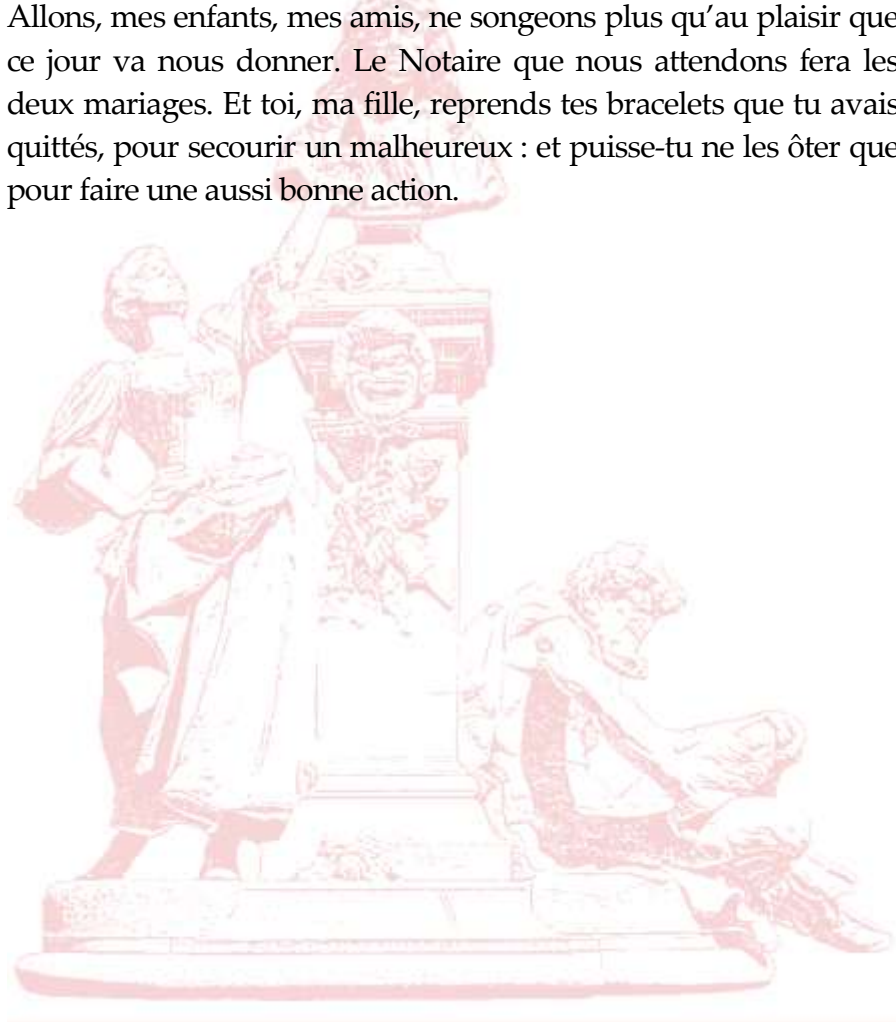 Allons, mes enfants, mes amis, ne songeons plus qu’au plaisir que
ce jour va nous donner. Le Notaire que nous attendons fera les
deux mariages. Et toi, ma fille, reprends tes bracelets que tu avais
quittés, pour secourir un malheureux : et puisse-tu ne les ôter que
pour faire une aussi bonne action.